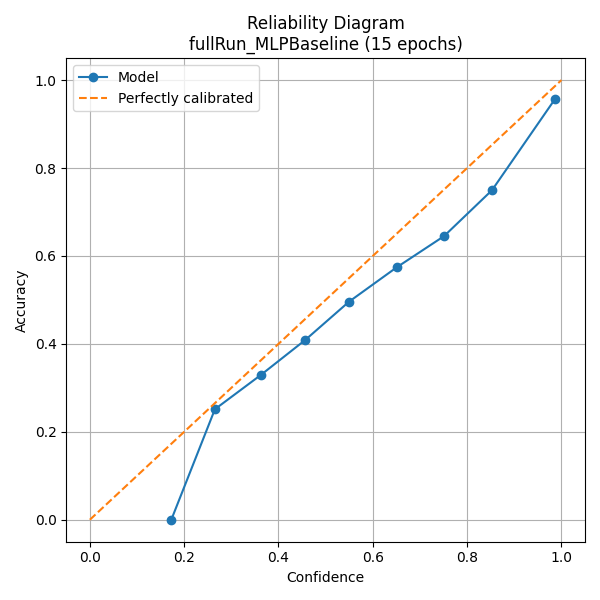 Reliability Diagram
fullRun_MLPBaseline (15 epochs)
Model
Perfectly calibrated
1.0
0.8
0.6
0.4
0.2
0.0
Accuracy
0.0 0.2 0.4 0.6 0.8 1.0
Confidence